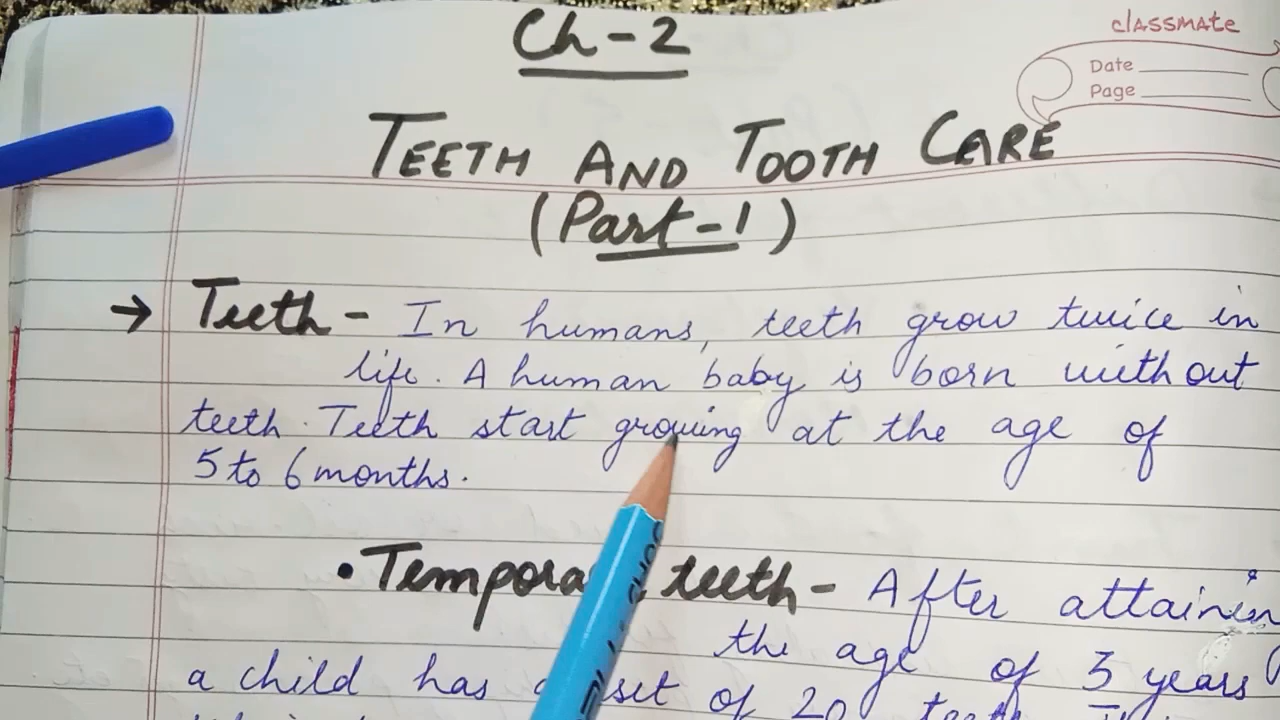 Ch-2
classmate
Date
Page
TEETH AND TOOTH CARE
(Part-1)
→ Teeth - In humans, teeth grow twice in
life. A human baby is born without
teeth. Teeth start growing at the age of
5 to 6 months.
• teeth - After
the age of 3 years
a child has set of 20